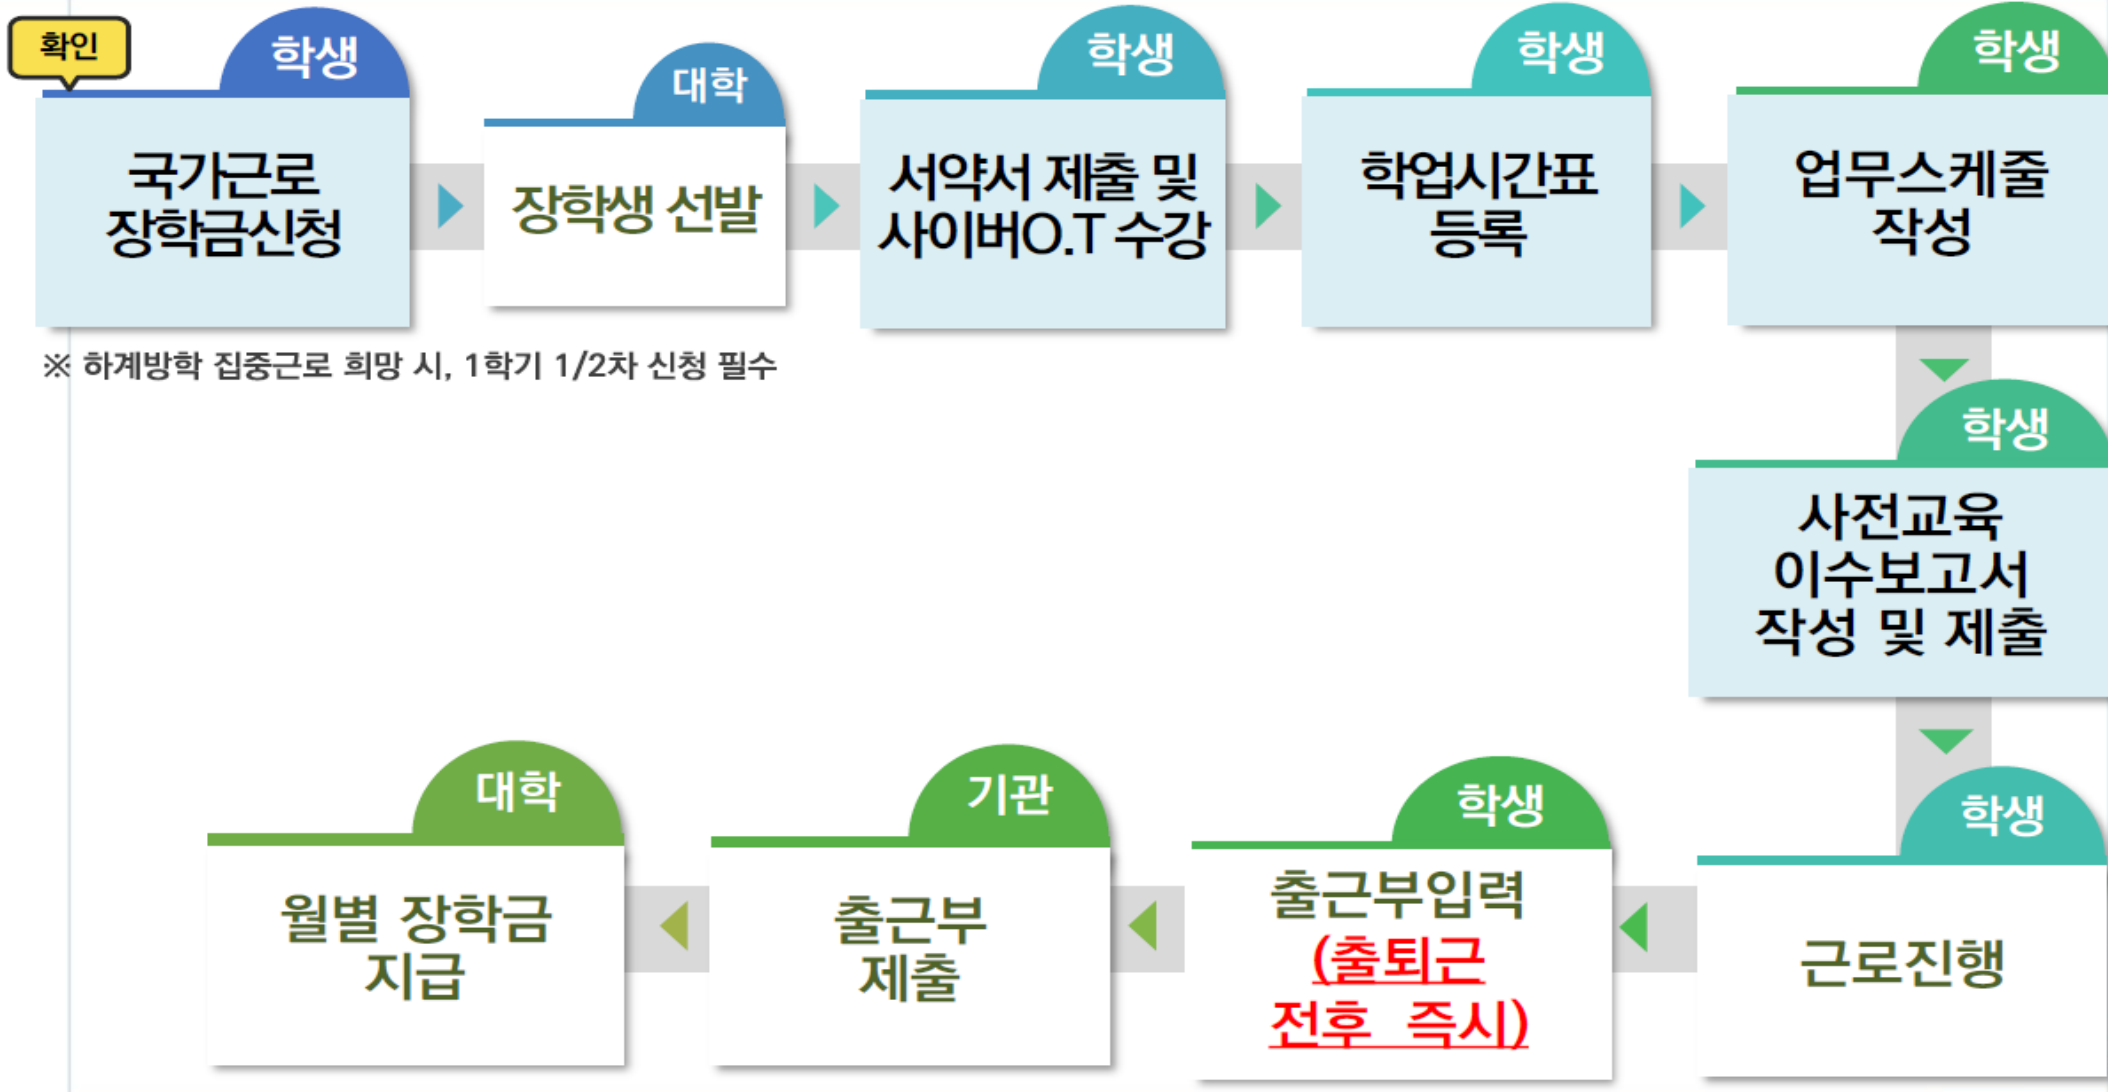 확인
학생
국가근로
장학금신청
대학
장학생 선발
학생
서약서 제출 및
사이버O.T 수강
학생
학업시간표
등록
학생
업무스케줄
작성
※ 하계방학 집중근로 희망 시, 1학기 1/2차 신청 필수
학생
사전교육
이수보고서
작성 및 제출
학생
근로진행
학생
출근부입력
(출퇴근
전후 즉시)
기관
출근부
제출
대학
월별 장학금
지급